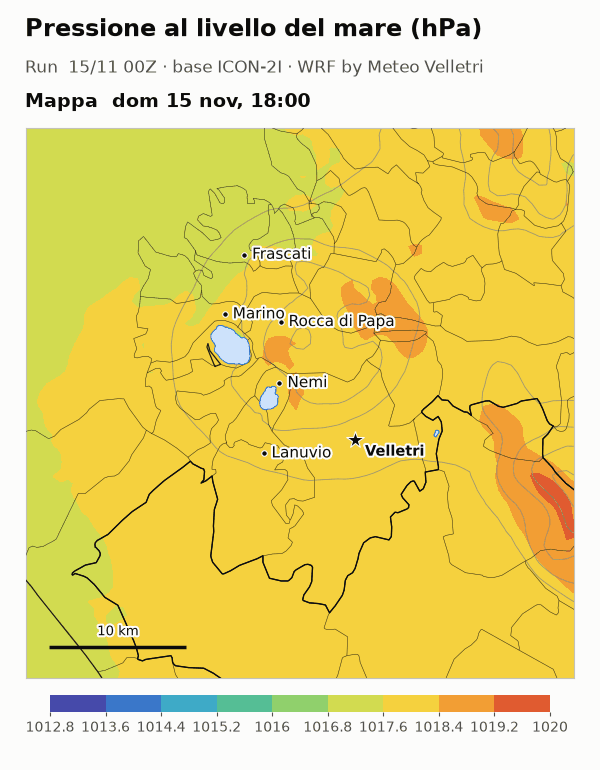 Pressione al livello del mare (hPa)
Run  15/11 00Z · base ICON-2I · WRF by Meteo Velletri
Mappa  dom 15 nov, 18:00
Frascati
Marino
Rocca di Papa
Nemi
Velletri
Lanuvio
10 km
1012.8 1013.6 1014.4 1015.2 1016 1016.8 1017.6 1018.4 1019.2 1020